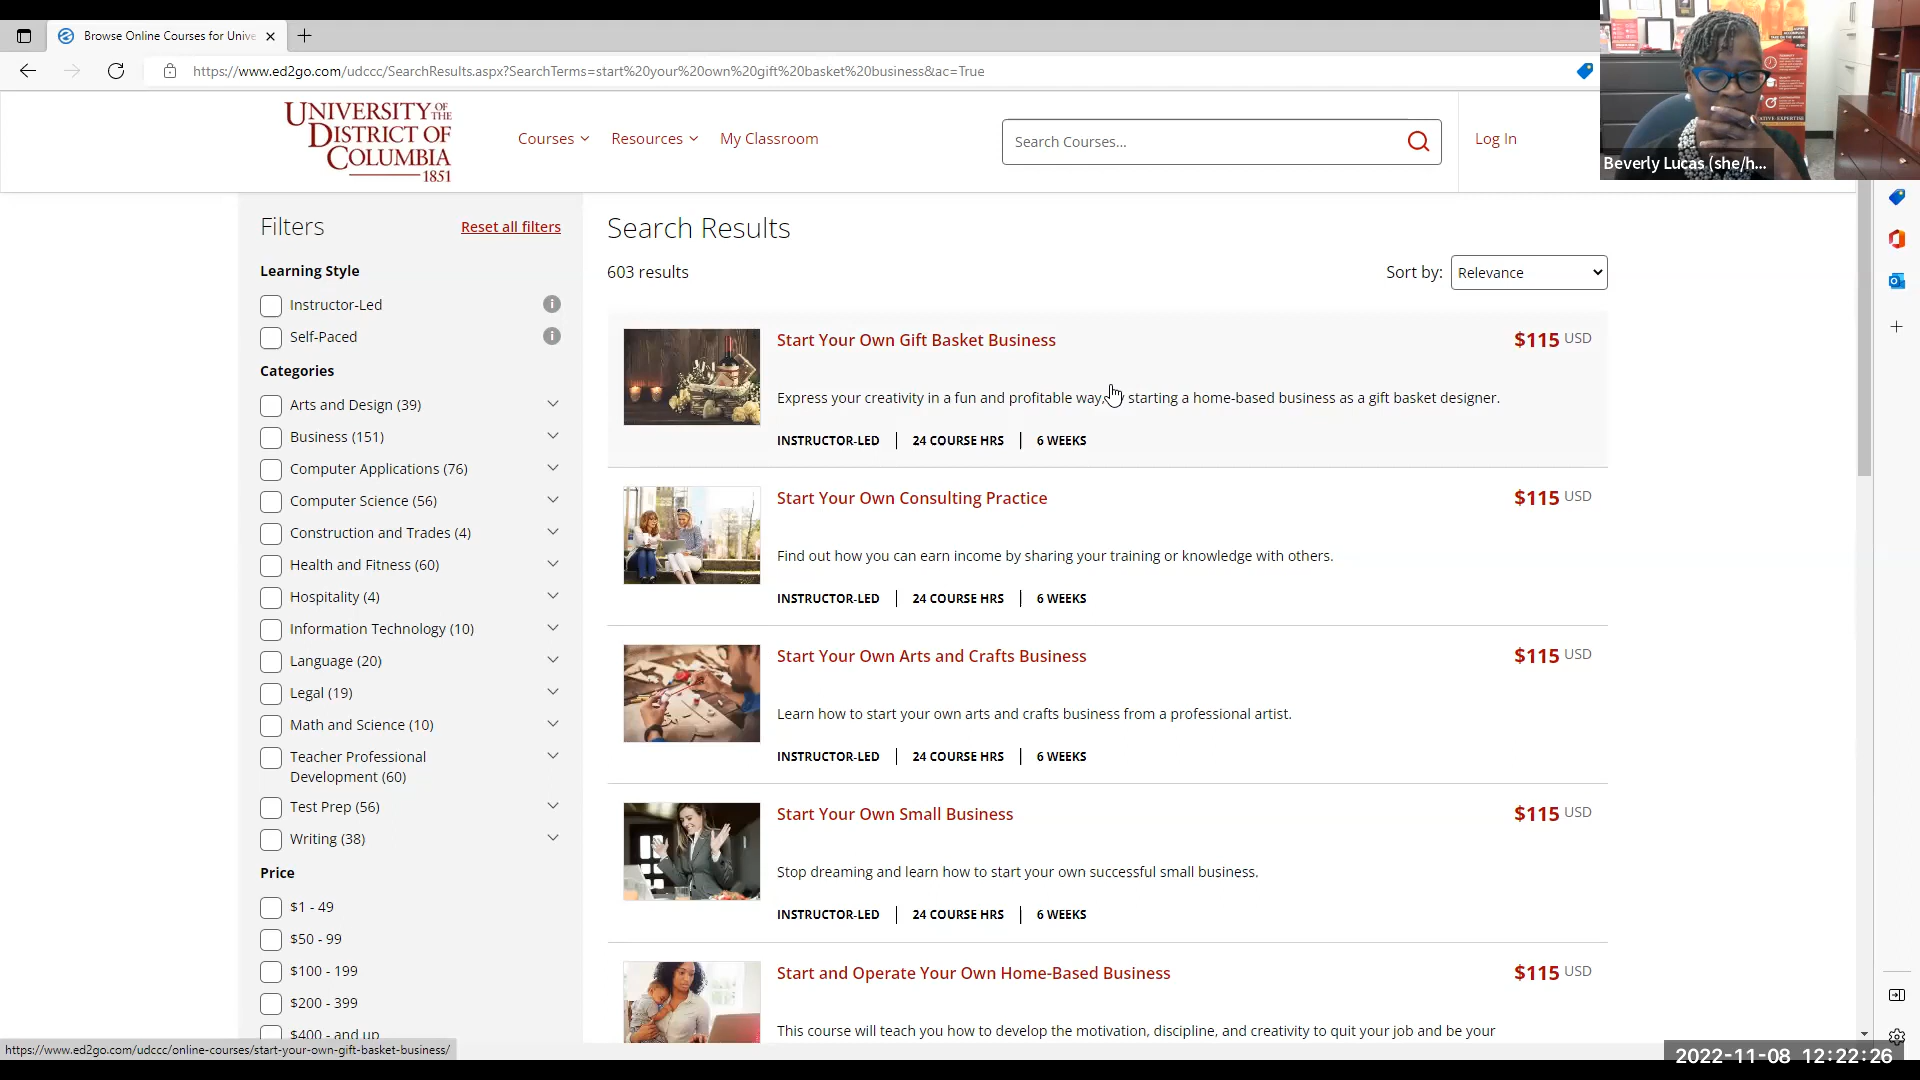 Browse Online Courses for Unive
https://www.ed2go.com/udccc/SearchResults.aspx?SearchTerms=start%20your%20own%20gift%20basket%20business&ac=True
UNIVERSITY OF THE
DISTRICT OF
COLUMBIA
1851
Courses
Resources
My Classroom
Search Courses...
Log In
Beverly Lucas (she/h...
Filters
Reset all filters
Learning Style
Instructor-Led
Self-Paced
Categories
Arts and Design (39)
Business (151)
Computer Applications (76)
Computer Science (56)
Construction and Trades (4)
Health and Fitness (60)
Hospitality (4)
Information Technology (10)
Language (20)
Legal (19)
Math and Science (10)
Teacher Professional
Development (60)
Test Prep (56)
Writing (38)
Price
$1 - 49
$50 - 99
$100 - 199
$200 - 399
$400 - and up
Search Results
603 results
Sort by:
Relevance
Start Your Own Gift Basket Business
$115 USD
Express your creativity in a fun and profitable way, starting a home-based business as a gift basket designer.
INSTRUCTOR-LED | 24 COURSE HRS | 6 WEEKS
Start Your Own Consulting Practice
$115 USD
Find out how you can earn income by sharing your training or knowledge with others.
INSTRUCTOR-LED | 24 COURSE HRS | 6 WEEKS
Start Your Own Arts and Crafts Business
$115 USD
Learn how to start your own arts and crafts business from a professional artist.
INSTRUCTOR-LED | 24 COURSE HRS | 6 WEEKS
Start Your Own Small Business
$115 USD
Stop dreaming and learn how to start your own successful small business.
INSTRUCTOR-LED | 24 COURSE HRS | 6 WEEKS
Start and Operate Your Own Home-Based Business
$115 USD
This course will teach you how to develop the motivation, discipline, and creativity to quit your job and be your
https://www.ed2go.com/udccc/online-courses/start-your-own-gift-basket-business/
2022-11-08 12:22:26